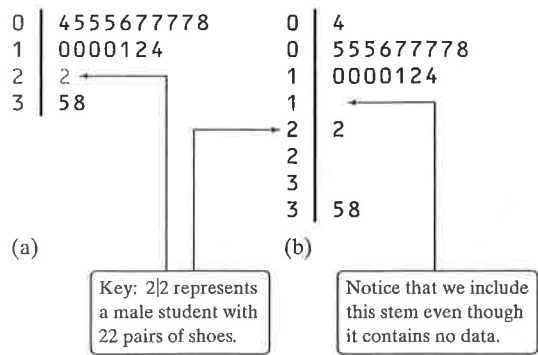 0 | 4555677778
1 | 0000124
2 | 2
3 | 58
(a)
0 | 4
0 | 555677778
1 | 0000124
1 |
2 | 2
2 |
3 |
3 | 58
(b)
Key: 2|2 represents
a male student with
22 pairs of shoes.
Notice that we include
this stem even though
it contains no data.